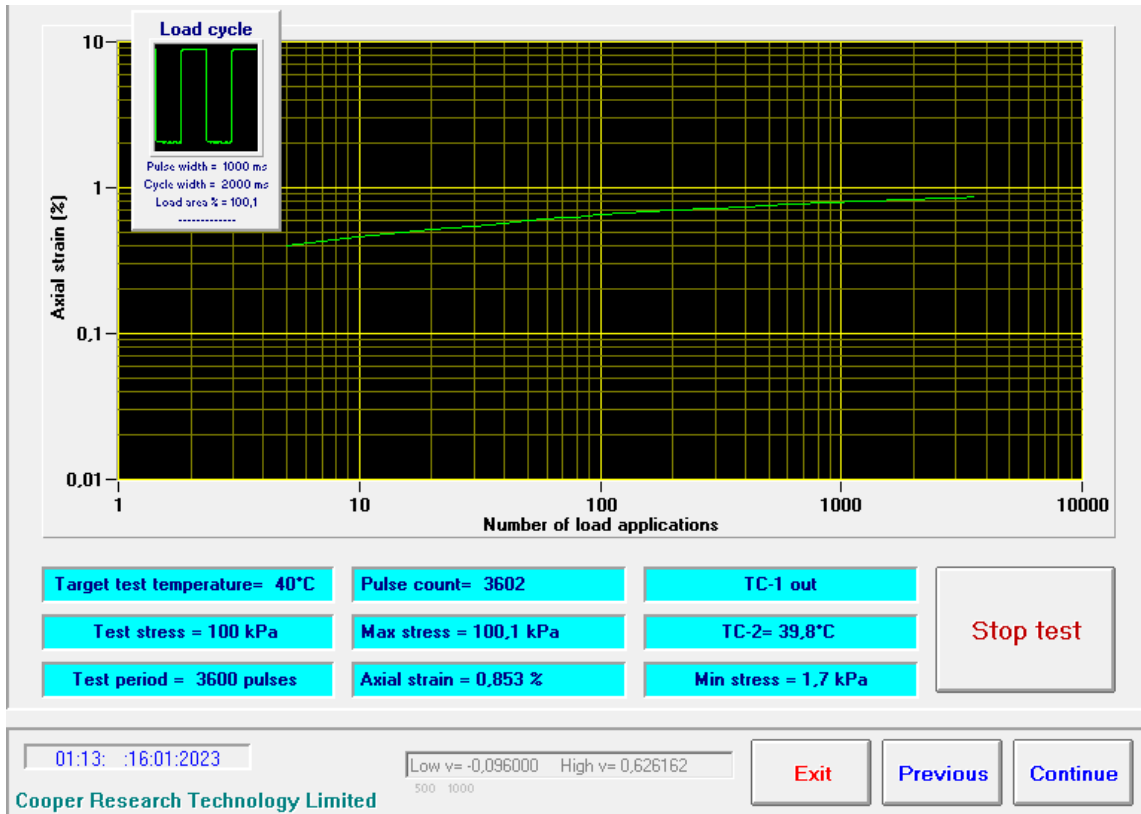 Load cycle
Pulse width = 1000 ms
Cycle width = 2000 ms
Load area % = 100,1
-------------
10
1
0,1
0,01
Axial strain (%)
1 10 100 1000 10000
Number of load applications
Target test temperature= 40°C
Pulse count= 3602
TC-1 out
Test stress = 100 kPa
Max stress = 100,1 kPa
TC-2= 39,8°C
Test period = 3600 pulses
Axial strain = 0,853 %
Min stress = 1,7 kPa
Stop test
01:13: :16:01:2023
Low v= -0,096000 High v= 0,626162
500 1000
Exit
Previous
Continue
Cooper Research Technology Limited